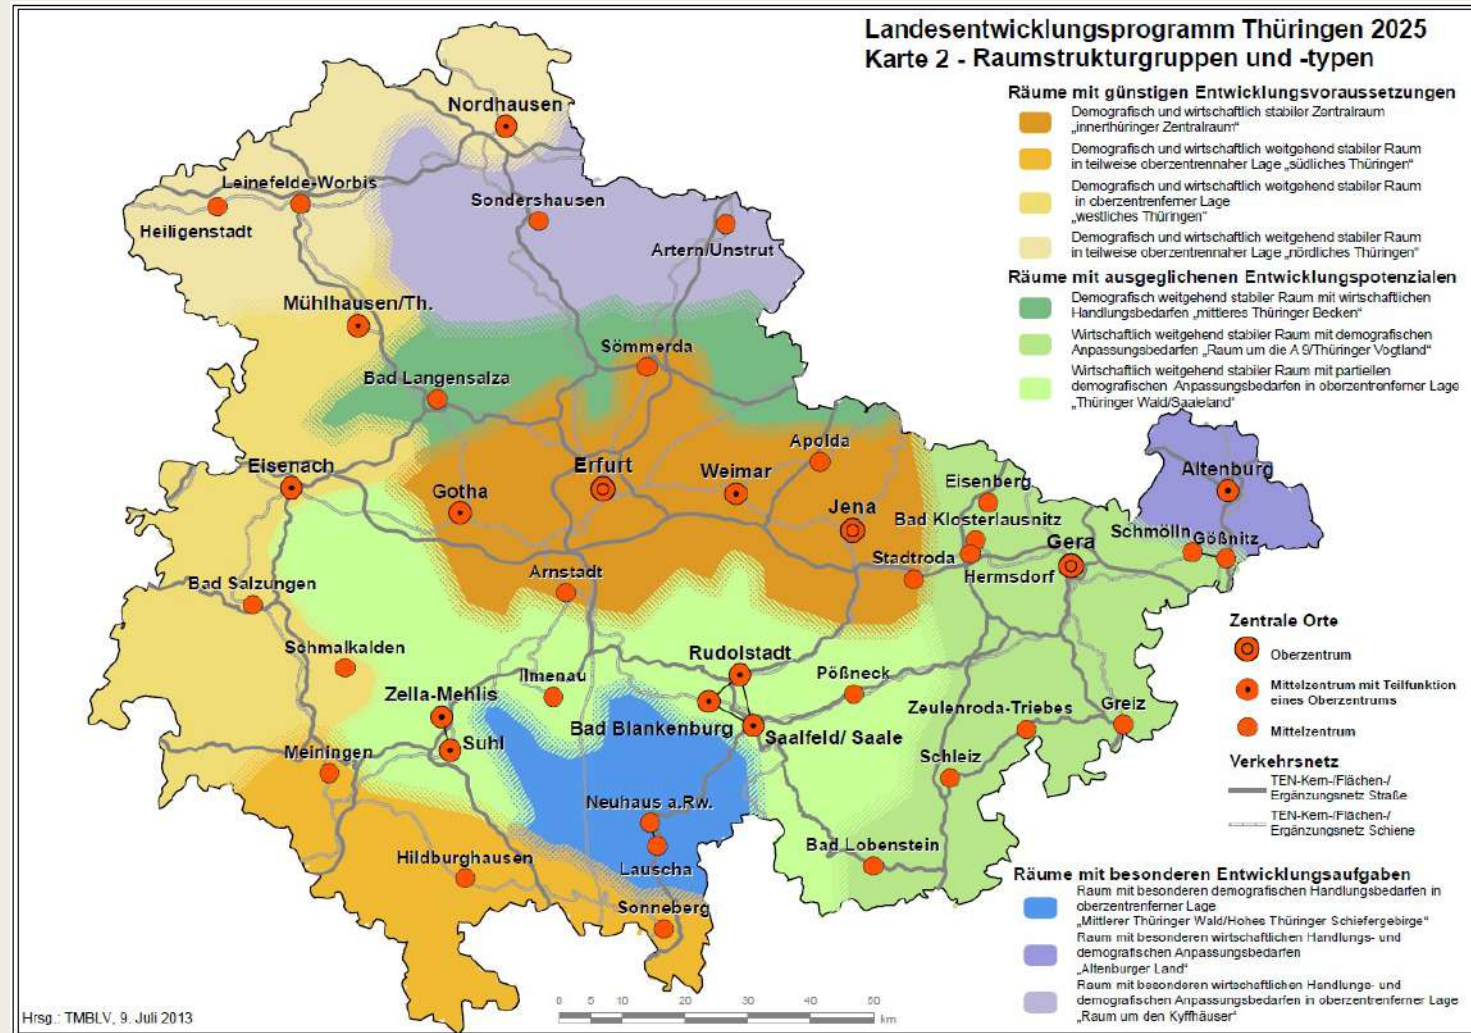 Landesentwicklungsprogramm Thüringen 2025
Karte 2 - Raumstrukturgruppen und -typen
Räume mit günstigen Entwicklungsvoraussetzungen
Demografisch und wirtschaftlich stabiler Zentralraum
„innerthüringer Zentralraum“
Demografisch und wirtschaftlich weitgehend stabiler Raum
in teilweise oberzentrennaher Lage „südliches Thüringen“
Demografisch und wirtschaftlich weitgehend stabiler Raum
in oberzentrenferner Lage
„westliches Thüringen“
Demografisch und wirtschaftlich weitgehend stabiler Raum
in teilweise oberzentrennaher Lage „nördliches Thüringen“
Räume mit ausgeglichenen Entwicklungspotenzialen
Demografisch weitgehend stabiler Raum mit wirtschaftlichen
Handlungsbedarfen „mittleres Thüringer Becken“
Wirtschaftlich weitgehend stabiler Raum mit demografischen
Anpassungsbedarfen „Raum um die A 9/Thüringer Vogtland“
Wirtschaftlich weitgehend stabiler Raum mit partiellen
demografischen Anpassungsbedarfen in oberzentrenferner Lage
„Thüringer Wald/Saaleland“
Nordhausen
Leinefelde-Worbis
Heiligenstadt
Sondershausen
Artern/Unstrut
Mühlhausen/Th.
Sömmerda
Bad Langensalza
Apolda
Altenburg
Eisenach
Erfurt
Weimar
Gotha
Eisenberg
Jena
Bad Klosterlausnitz
Gera
Schmölln
Gößnitz
Stadtroda
Hermsdorf
Arnstadt
Bad Salzungen
Schmalkalden
Rudolstadt
Ilmenau
Pößneck
Zella-Mehlis
Bad Blankenburg
Saalfeld/ Saale
Zeulenroda-Triebes
Greiz
Suhl
Meiningen
Schleiz
Neuhaus a.Rw.
Bad Lobenstein
Hildburghausen
Lauscha
Sonneberg
Zentrale Orte
Oberzentrum
Mittelzentrum mit Teilfunktion
eines Oberzentrums
Mittelzentrum
Verkehrsnetz
TEN-Kern-/Flächen-/
Ergänzungsnetz Straße
TEN-Kern-/Flächen-/
Ergänzungsnetz Schiene
Räume mit besonderen Entwicklungsaufgaben
Raum mit besonderen demografischen Handlungsbedarfen in
oberzentrenferner Lage
„Mittlerer Thüringer Wald/Hohes Thüringer Schiefergebirge“
Raum mit besonderen wirtschaftlichen Handlungs- und
demografischen Anpassungsbedarfen
„Altenburger Land“
Raum mit besonderen wirtschaftlichen Handlungs- und
demografischen Anpassungsbedarfen in oberzentrenferner Lage
„Raum um den Kyffhäuser“
0 5 10 20 30 40 50
km
Hrsg.: TMBLV, 9. Juli 2013